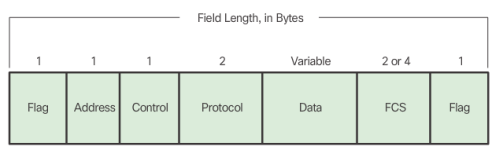 Field Length, in Bytes
1 1 1 2 Variable 2 or 4 1
Flag Address Control Protocol Data FCS Flag